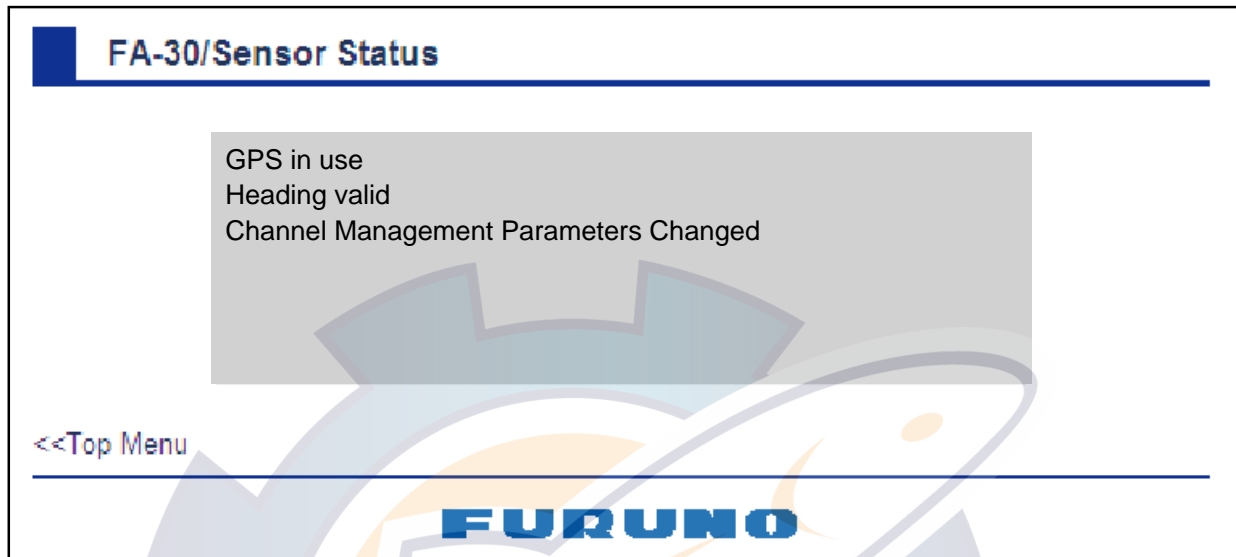 FA-30/Sensor Status
GPS in use
Heading valid
Channel Management Parameters Changed
<<Top Menu
FURUNO